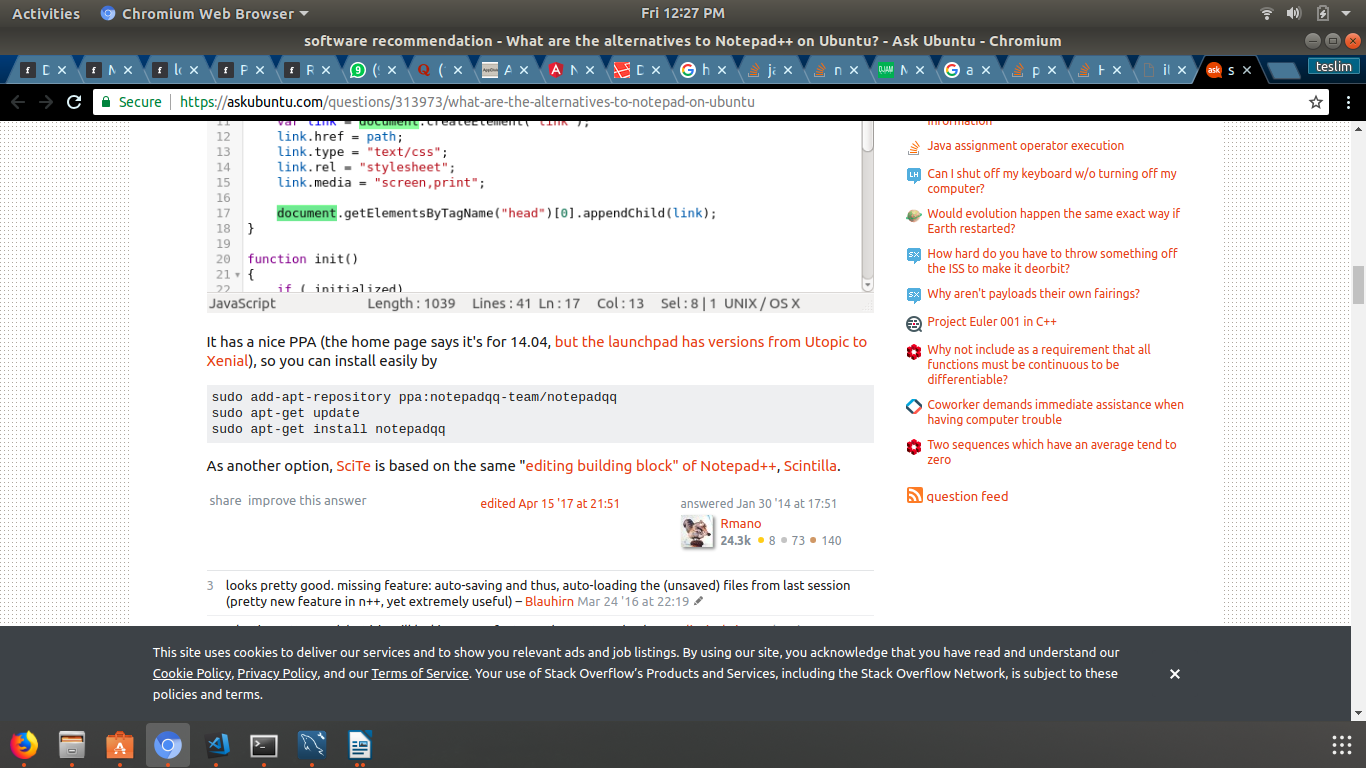 Activities
Chromium Web Browser
Fri 12:27 PM
software recommendation - What are the alternatives to Notepad++ on Ubuntu? - Ask Ubuntu - Chromium
teslim
Secure
https://askubuntu.com/questions/313973/what-are-the-alternatives-to-notepad-on-ubuntu
11 var link = document.createElement("link");
12 link.href = path;
13 link.type = "text/css";
14 link.rel = "stylesheet";
15 link.media = "screen,print";
16
17 document.getElementsByTagName("head")[0].appendChild(link);
18 }
19
20 function init()
21 {
22 if (
JavaScript Length : 1039 Lines : 41 Ln : 17 Col : 13 Sel : 8 | 1 UNIX / OS X
It has a nice PPA (the home page says it's for 14.04, but the launchpad has versions from Utopic to
Xenial), so you can install easily by
sudo add-apt-repository ppa:notepadqq-team/notepadqq
sudo apt-get update
sudo apt-get install notepadqq
As another option, SciTe is based on the same "editing building block" of Notepad++, Scintilla.
share improve this answer
edited Apr 15 '17 at 21:51
answered Jan 30 '14 at 17:51
Rmano
24.3k 8 73 140
3 looks pretty good. missing feature: auto-saving and thus, auto-loading the (unsaved) files from last session
(pretty new feature in n++, yet extremely useful) – Blauhirn Mar 24 '16 at 22:19
information
Java assignment operator execution
Can I shut off my keyboard w/o turning off my
computer?
Would evolution happen the same exact way if
Earth restarted?
How hard do you have to throw something off
the ISS to make it deorbit?
Why aren't payloads their own fairings?
Project Euler 001 in C++
Why not include as a requirement that all
functions must be continuous to be
differentiable?
Coworker demands immediate assistance when
having computer trouble
Two sequences which have an average tend to
zero
question feed
This site uses cookies to deliver our services and to show you relevant ads and job listings. By using our site, you acknowledge that you have read and understand our
Cookie Policy, Privacy Policy, and our Terms of Service. Your use of Stack Overflow's Products and Services, including the Stack Overflow Network, is subject to these
policies and terms.